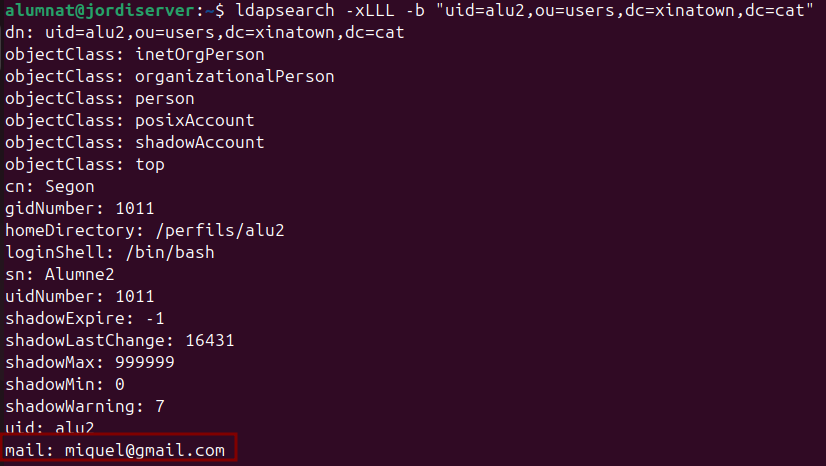 alumnat@jordiserver:~$ ldapsearch -xLLL -b "uid=alu2,ou=users,dc=xinatown,dc=cat"
dn: uid=alu2,ou=users,dc=xinatown,dc=cat
objectClass: inetOrgPerson
objectClass: organizationalPerson
objectClass: person
objectClass: posixAccount
objectClass: shadowAccount
objectClass: top
cn: Segon
gidNumber: 1011
homeDirectory: /perfils/alu2
loginShell: /bin/bash
sn: Alumne2
uidNumber: 1011
shadowExpire: -1
shadowLastChange: 16431
shadowMax: 999999
shadowMin: 0
shadowWarning: 7
uid: alu2
mail: miquel@gmail.com